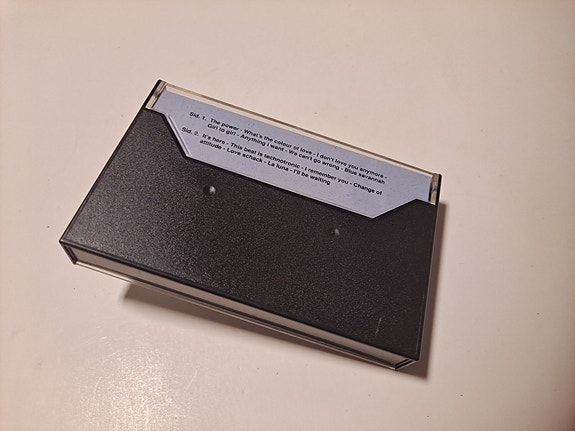 Sid. 1. The power - What's the colour of love - I don't love you anymore -
Girl to girl - Anything I want - We can't go wrong - Blue savannah
Sid. 2. It's here - This beat is technotronic - I remember you - Change of
attitude - Love schack - La luna - I'll be waiting